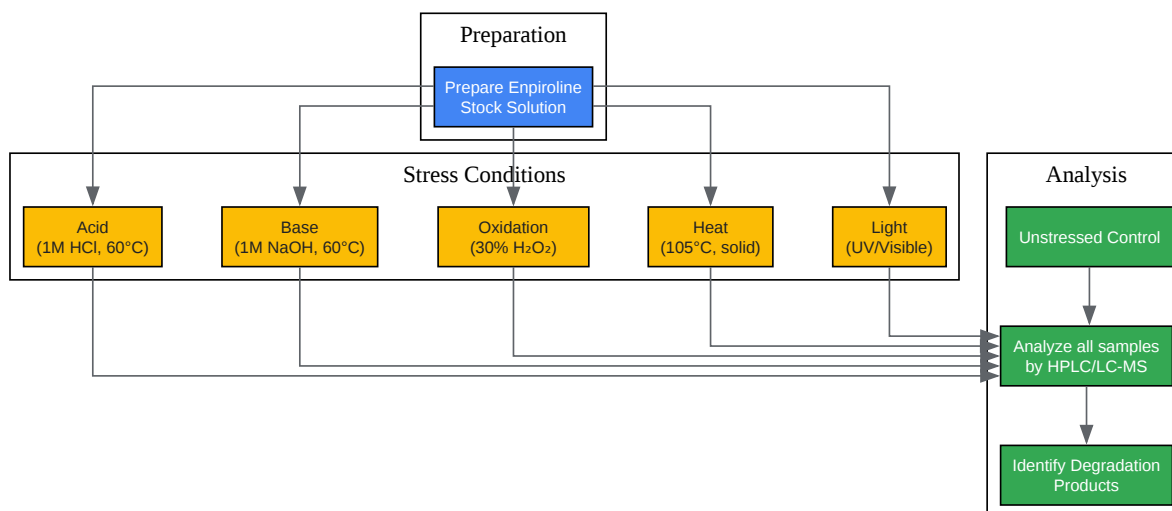 Preparation
Prepare Enpiroline
Stock Solution
Stress Conditions
Acid
(1M HCl, 60°C)
Base
(1M NaOH, 60°C)
Oxidation
(30% H₂O₂)
Heat
(105°C, solid)
Light
(UV/Visible)
Analysis
Unstressed Control
Analyze all samples
by HPLC/LC-MS
Identify Degradation
Products